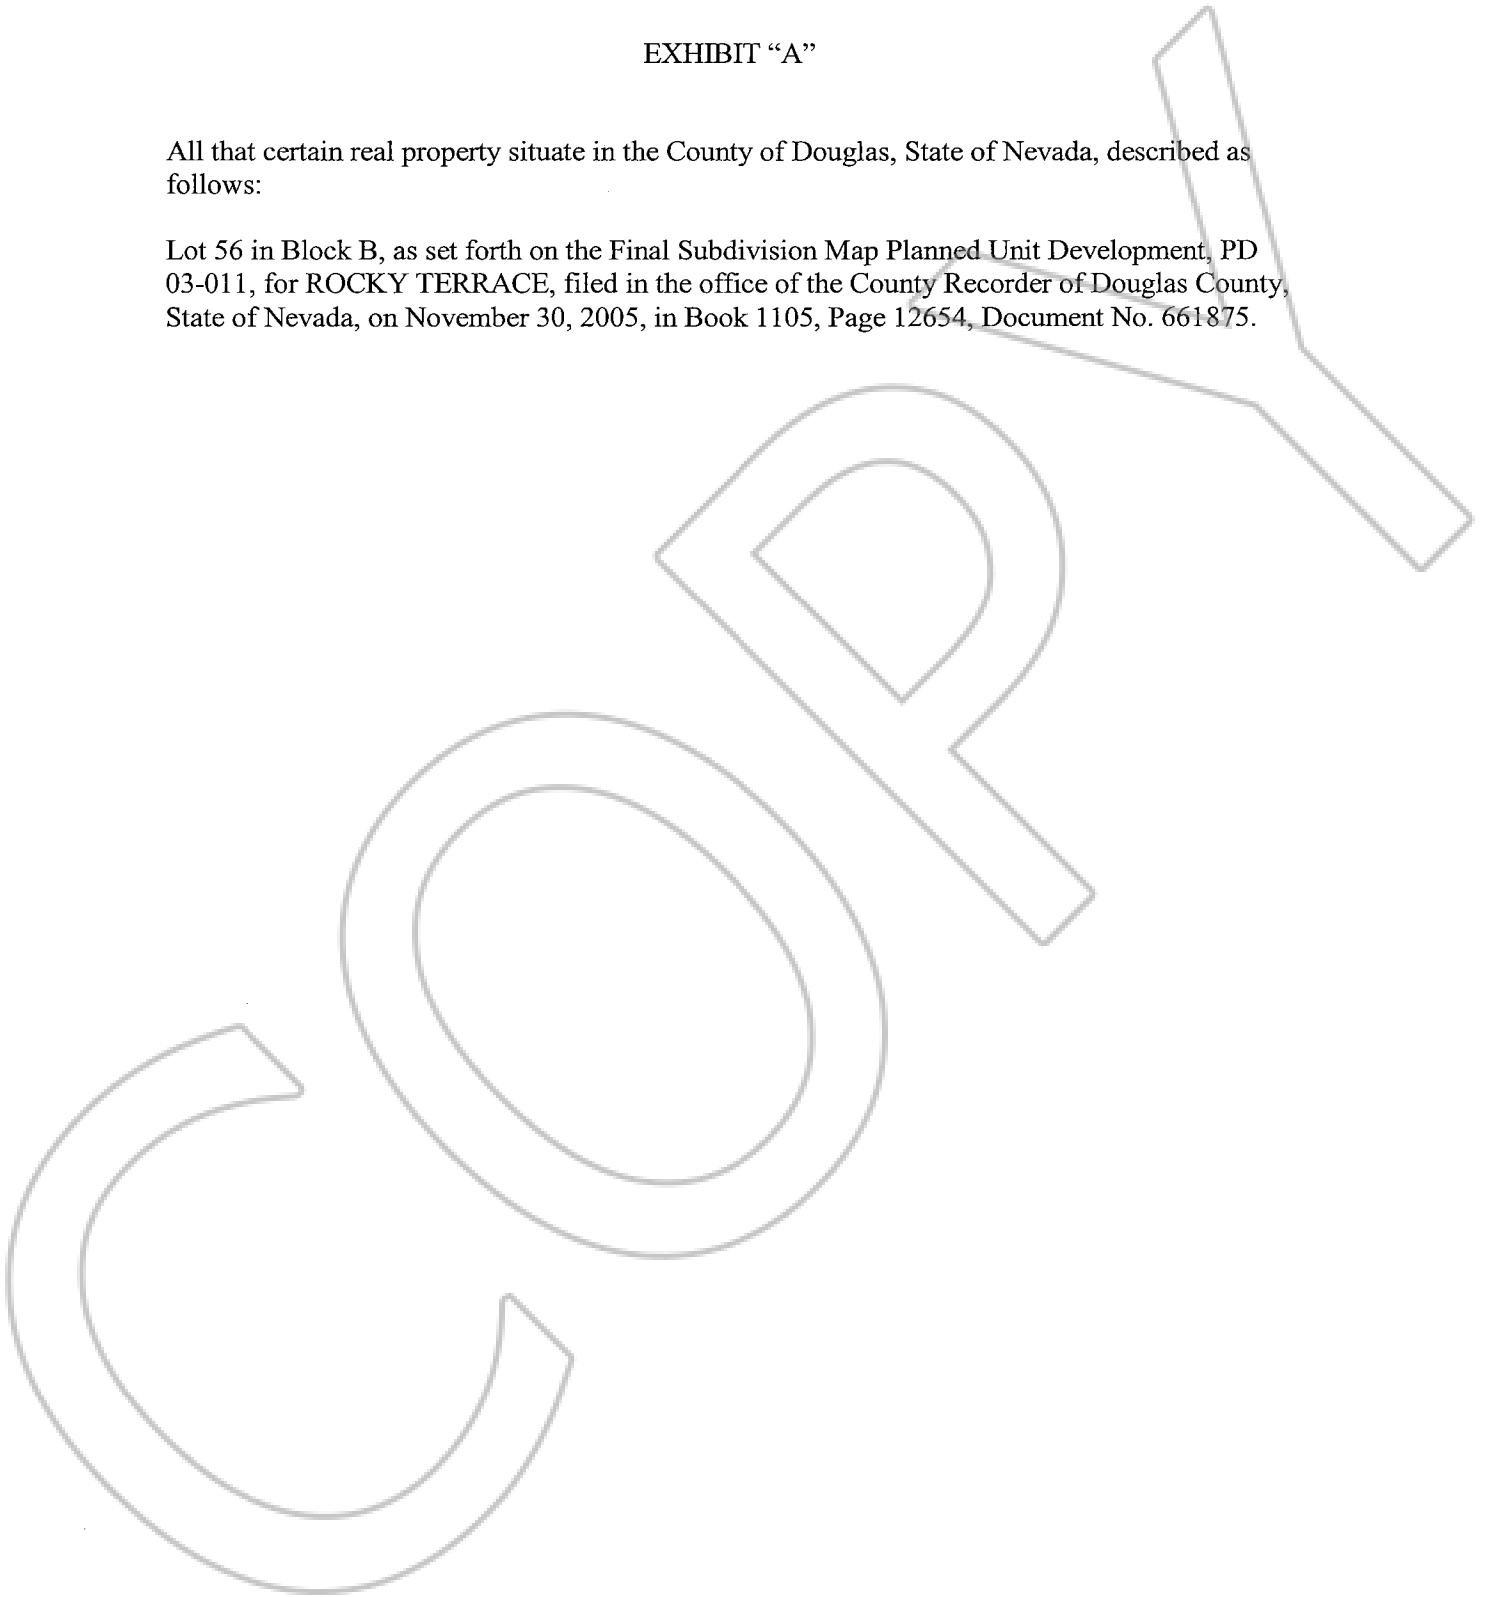 EXHIBIT “A”
All that certain real property situate in the County of Douglas, State of Nevada, described as
follows:
Lot 56 in Block B, as set forth on the Final Subdivision Map Planned Unit Development, PD
03-011, for ROCKY TERRACE, filed in the office of the County Recorder of Douglas County,
State of Nevada, on November 30, 2005, in Book 1105, Page 12654, Document No. 661875.
COPY